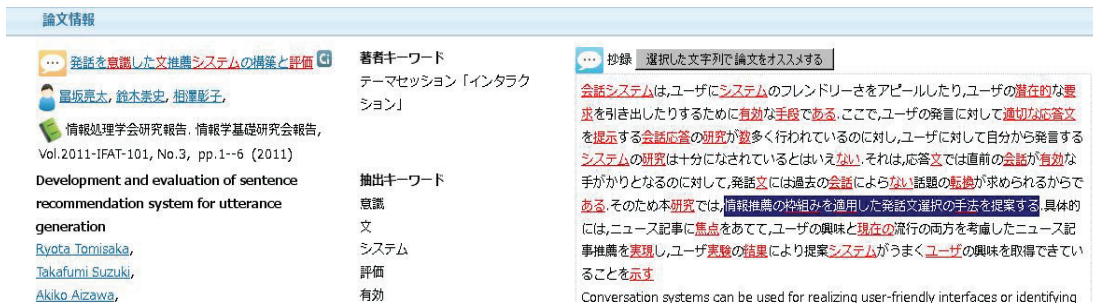 論文情報
発話を意識した文推薦システムの構築と評価
冨坂亮太, 鈴木崇史, 相澤彰子,
情報処理学会研究報告. 情報学基礎研究会報告,
Vol.2011-IFAT-101, No.3, pp.1--6 (2011)
Development and evaluation of sentence
recommendation system for utterance
generation
Ryota Tomisaka,
Takafumi Suzuki,
Akiko Aizawa,
著者キーワード
テーマセッション「インタラク
ション」
抽出キーワード
意識
文
システム
評価
有効
抄録 選択した文字列で論文をオススメする
会話システムは,ユーザにシステムのフレンドリーさをアピールしたり,ユーザの潜在的な要
求を引き出したりするために有効な手段である.ここで,ユーザの発言に対して適切な応答文
を提示する会話応答の研究が数多く行われているのに対し,ユーザに対して自分から発言する
システムの研究は十分になされているとはいえない.それは,応答文では直前の会話が有効な
手がかりとなるのに対して,発話文には過去の会話によらない話題の転換が求められるからで
ある.そのため本研究では,情報推薦の枠組みを適用した発話文選択の手法を提案する.具体的
には,ニュース記事に焦点をあてて,ユーザの興味と現在の流行の両方を考慮したニュース記
事推薦を実現し,ユーザ実験の結果により提案システムがうまくユーザの興味を取得できてい
ることを示す
Conversation systems can be used for realizing user-friendly interfaces or identifying